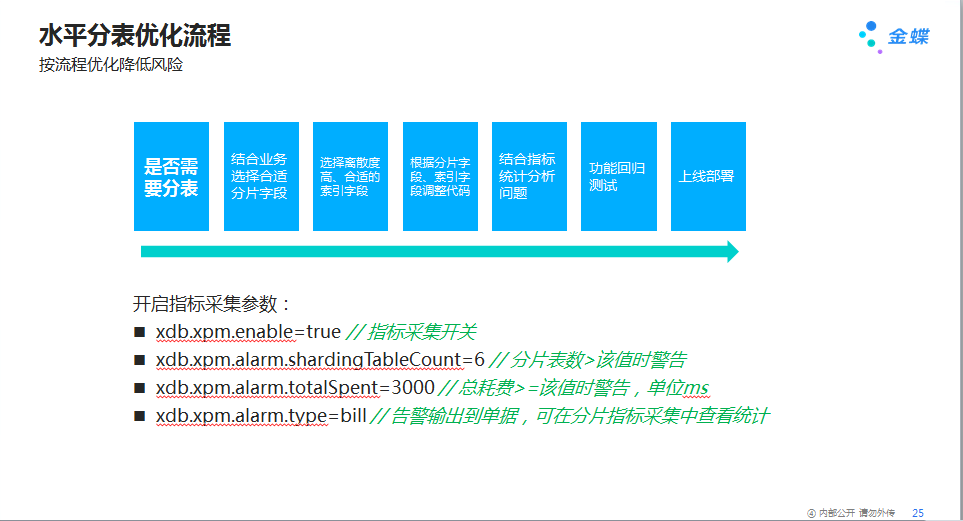 水平分表优化流程
金蝶
按流程优化降低风险
是否需
要分表
结合业务
选择合适
分片字段
选择离散度
高、合适的
索引字段
根据分片字
段、索引字
段调整代码
结合指标
统计分析
问题
功能回归
测试
上线部署
开启指标采集参数：
■ xdb.xpm.enable=true // 指标采集开关
■ xdb.xpm.alarm.shardingTableCount=6 // 分片表数>该值时警告
■ xdb.xpm.alarm.totalSpent=3000 // 总耗费>=该值时警告，单位ms
■ xdb.xpm.alarm.type=bill // 告警输出到单据，可在分片指标采集中查看统计
④ 内部公开 请勿外传 25